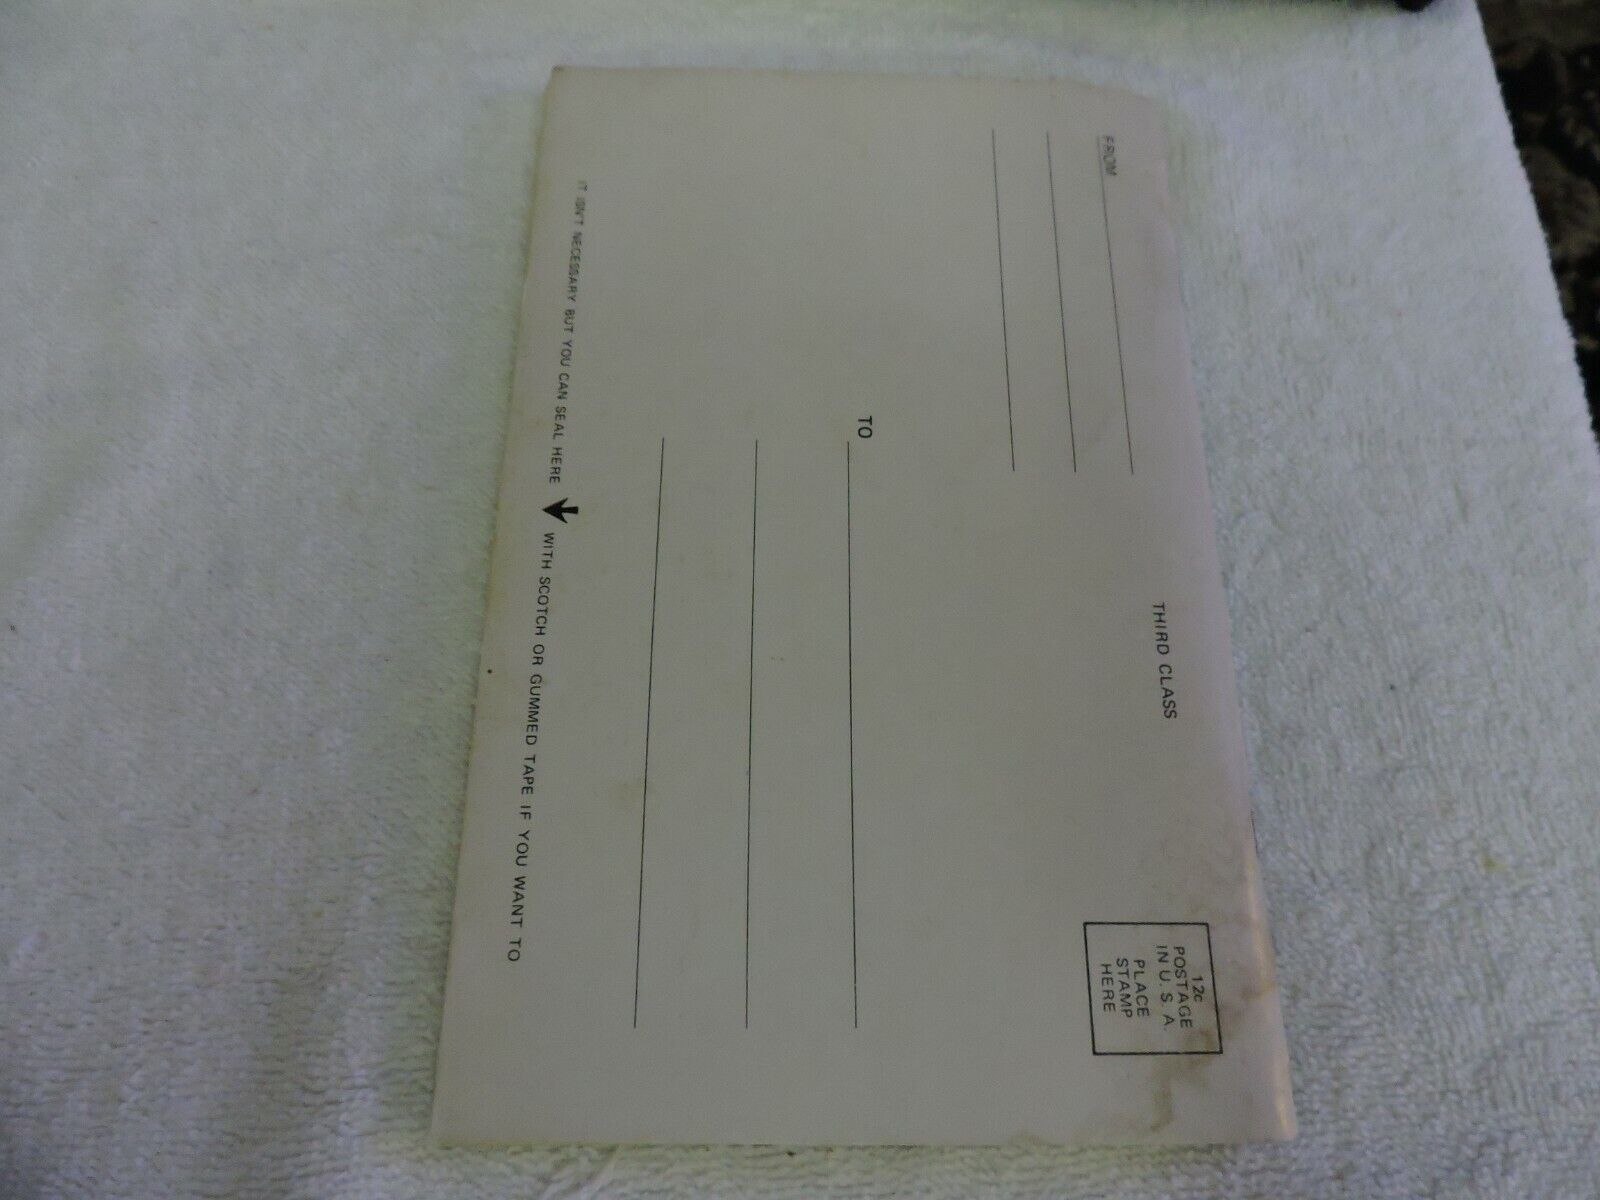 FROM
THIRD CLASS
12c
POSTAGE
IN U. S. A.
PLACE
STAMP
HERE
TO
IT ISN'T NECESSARY BUT YOU CAN SEAL HERE WITH SCOTCH OR GUMMED TAPE IF YOU WANT TO